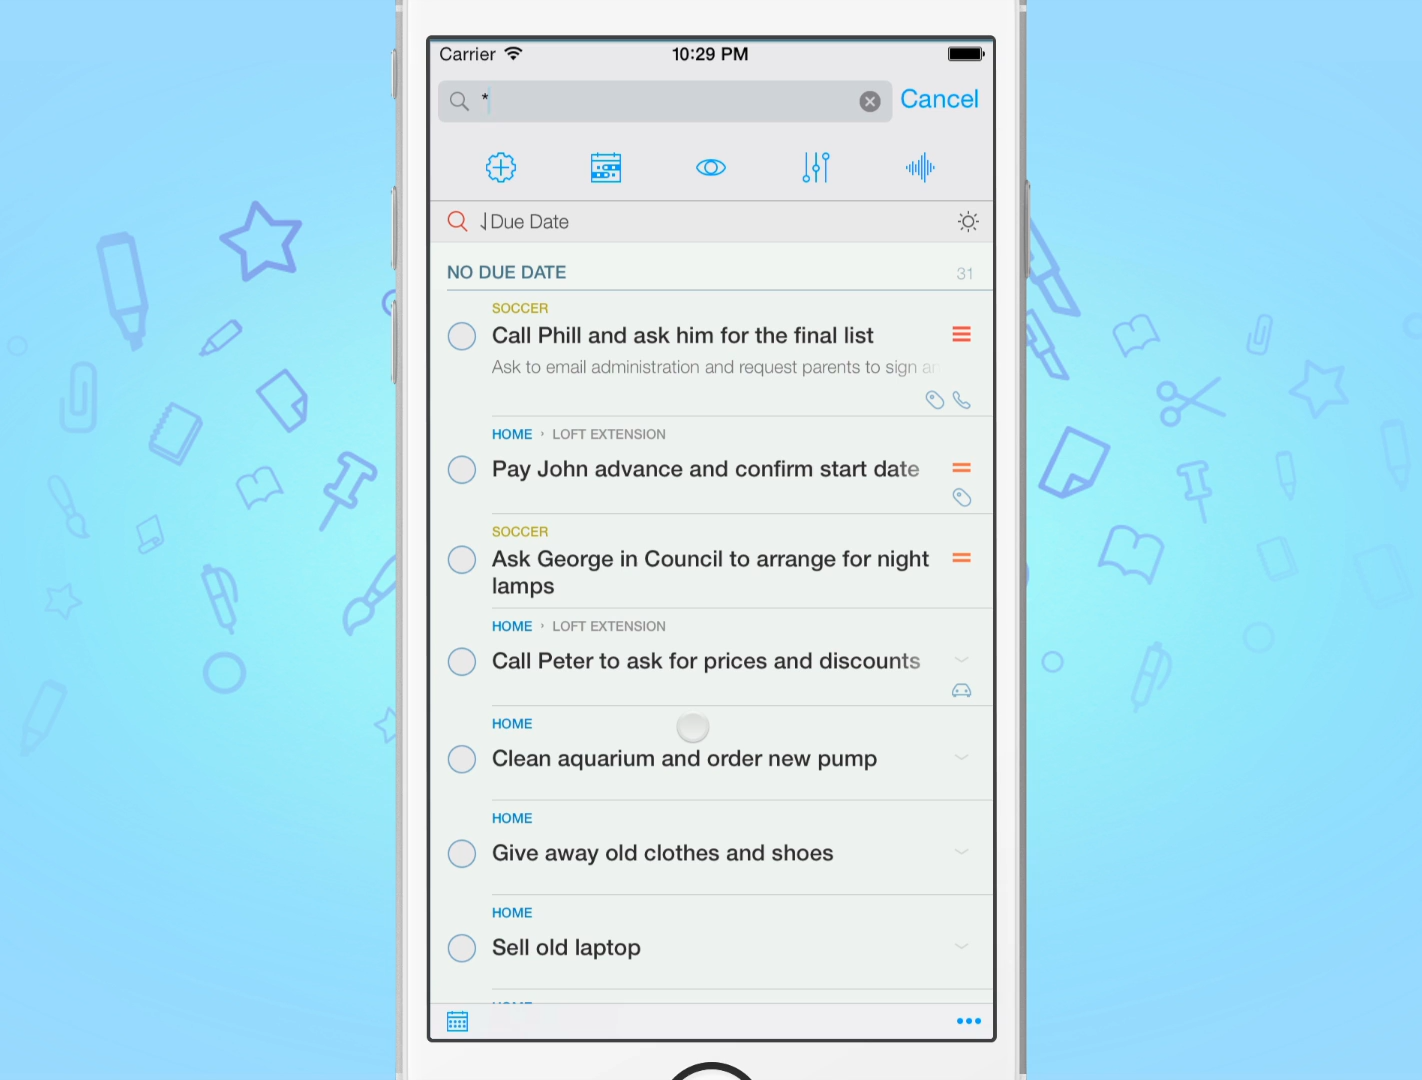 Carrier 10:29 PM
* Cancel
Due Date
NO DUE DATE 31
SOCCER
Call Phill and ask him for the final list
Ask to email administration and request parents to sign
HOME › LOFT EXTENSION
Pay John advance and confirm start date
SOCCER
Ask George in Council to arrange for night
lamps
HOME › LOFT EXTENSION
Call Peter to ask for prices and discounts
HOME
Clean aquarium and order new pump
HOME
Give away old clothes and shoes
HOME
Sell old laptop